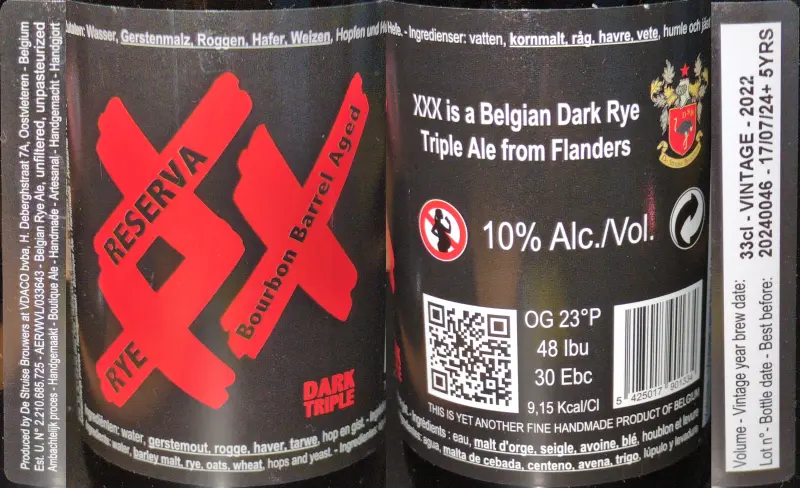 Produced by De Struise Brouwers at VDACO bvba, H. Deberghstraat 7A, Oostvleteren - Belgium
Est. U. N° 2.210.685.725 - AER/WVL/033643 - Belgian Rye Ale, unfiltered, unpasteurized
Ambachtelijk proces - Handgemaakt - Boutique Ale - Handmade - Artesanal - Handgemacht - Handgjort
Wasser, Gerstenmalz, Roggen, Hafer, Weizen, Hopfen und
RESERVA
RYE
Bourbon Barrel Aged
DARK
TRIPLE
water, gerstemout, rogge, haver, tarwe, hop en gist
water, barley malt, rye, oats, wheat, hops and yeast.
Hefe. - Ingredienser: vatten, kornmalt, råg, havre, vete, humle och jäst
XXX is a Belgian Dark Rye
Triple Ale from Flanders
10% Alc./Vol.
OG 23°P
48 Ibu
30 Ebc
9,15 Kcal/Cl
5 425017 901334
THIS IS YET ANOTHER FINE HANDMADE PRODUCT OF BELGIUM
Ingrédients : eau, malt d'orge, seigle, avoine, blé, houblon et levure
agua, malta de cebada, centeno, avena, trigo, lúpulo y levadura
Volume - Vintage year brew date: 33cl - VINTAGE - 2022
Lot n° - Bottle date - Best before: 20240046 - 17/07/24+ 5YRS